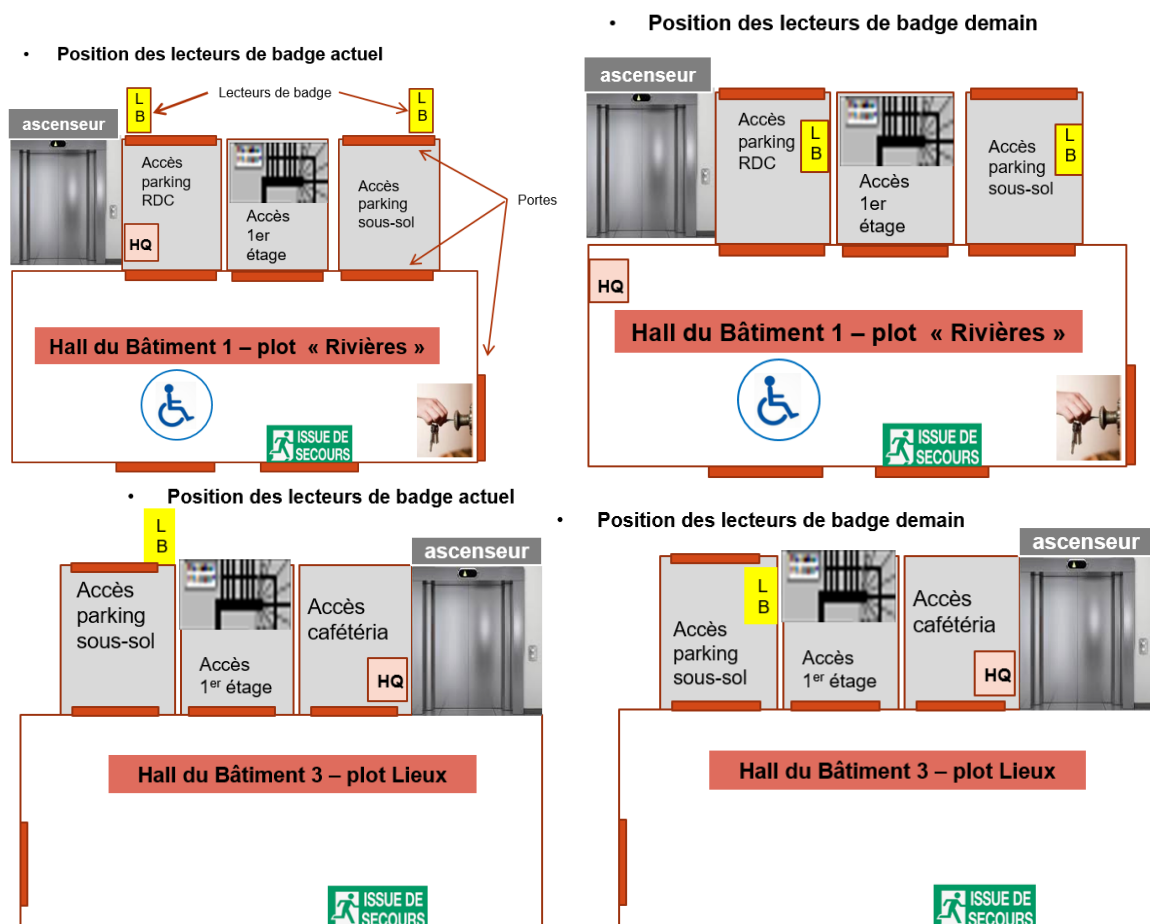 • Position des lecteurs de badge actuel
L
B
Lecteurs de badge
L
B
ascenseur
Accès
parking
RDC
HQ
Accès
1er
étage
Accès
parking
sous-sol
Portes
Hall du Bâtiment 1 – plot « Rivières »
ISSUE DE
SECOURS
• Position des lecteurs de badge demain
ascenseur
Accès
parking
RDC
L
B
Accès
1er
étage
Accès
parking
sous-sol
L
B
HQ
Hall du Bâtiment 1 – plot « Rivières »
ISSUE DE
SECOURS
• Position des lecteurs de badge actuel
L
B
ascenseur
Accès
parking
sous-sol
Accès
1er étage
Accès
cafétéria
HQ
Hall du Bâtiment 3 – plot Lieux
ISSUE DE
SECOURS
• Position des lecteurs de badge demain
ascenseur
L
B
Accès
parking
sous-sol
Accès
1er étage
Accès
cafétéria
HQ
Hall du Bâtiment 3 – plot Lieux
ISSUE DE
SECOURS